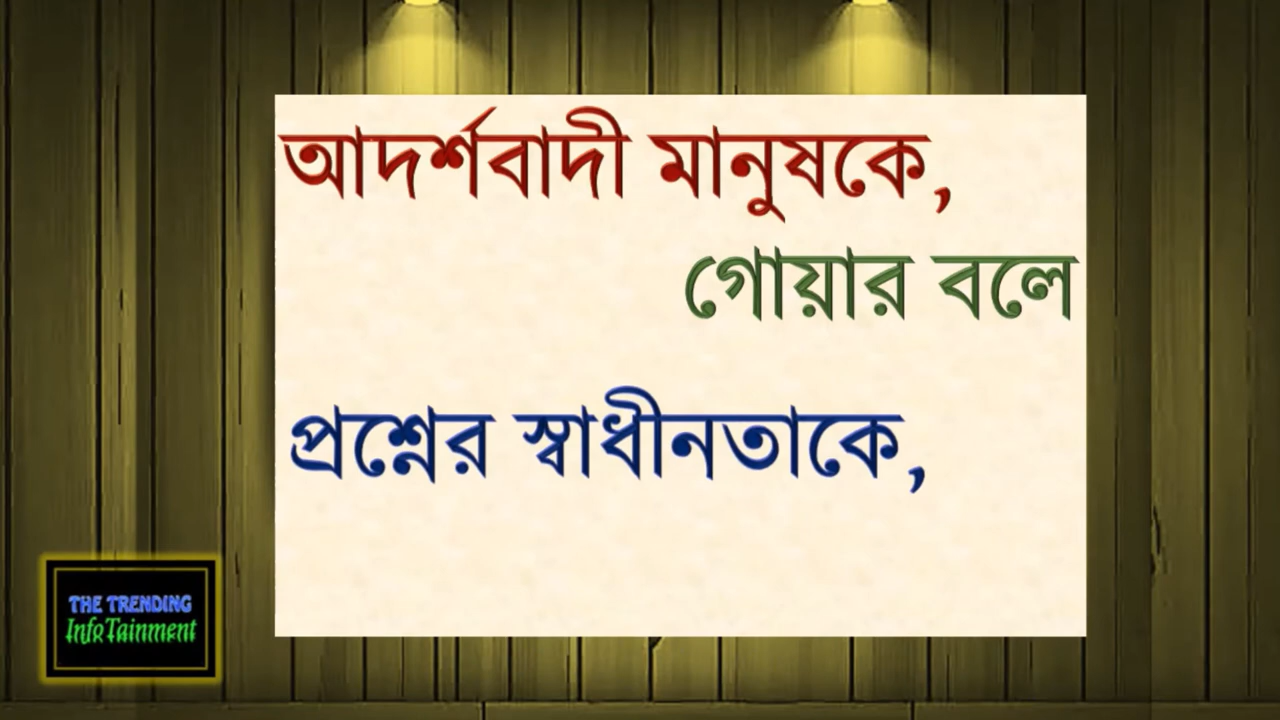 আদর্শবাদী মানুষকে,
গোয়ার বলে
প্রশ্নের স্বাধীনতাকে,
THE TRENDING
InfoTainment